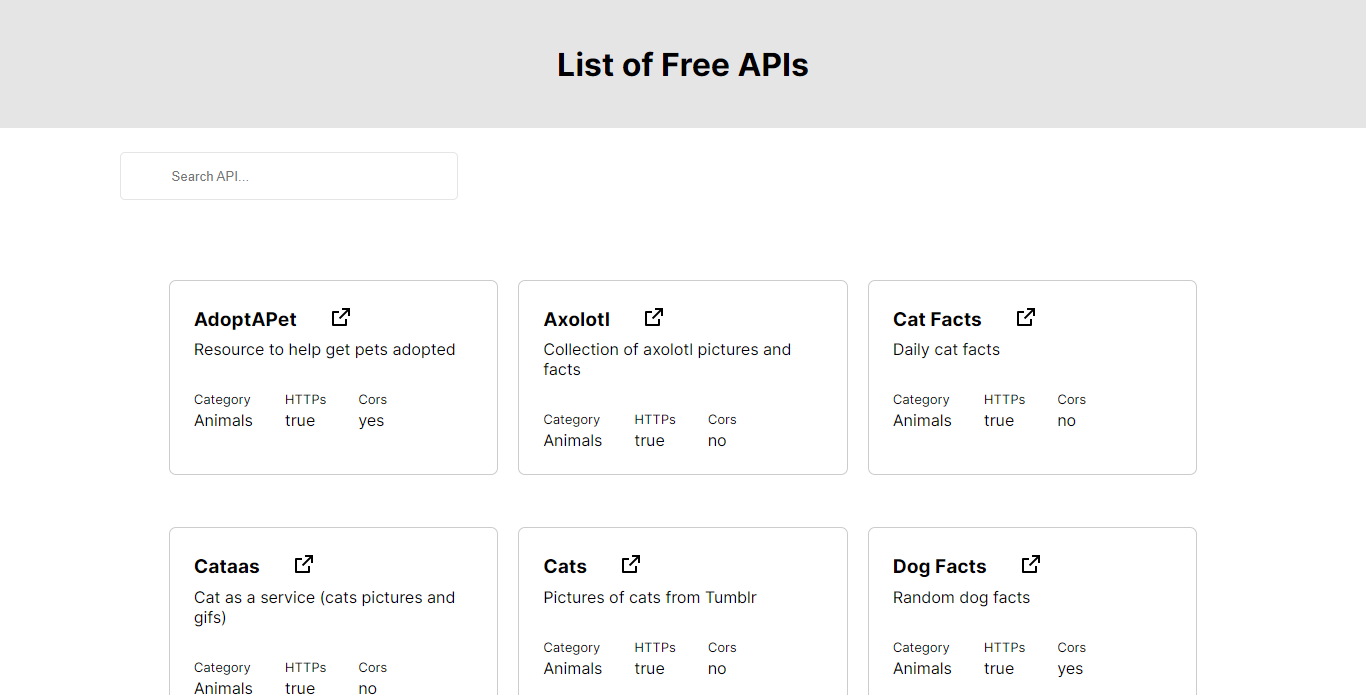 List of Free APIs
Search API...
AdoptAPet
Resource to help get pets adopted
Category HTTPs Cors
Animals true yes
Axolotl
Collection of axolotl pictures and
facts
Category HTTPs Cors
Animals true no
Cat Facts
Daily cat facts
Category HTTPs Cors
Animals true no
Cataas
Cat as a service (cats pictures and
gifs)
Category HTTPs Cors
Animals true no
Cats
Pictures of cats from Tumblr
Category HTTPs Cors
Animals true no
Dog Facts
Random dog facts
Category HTTPs Cors
Animals true yes